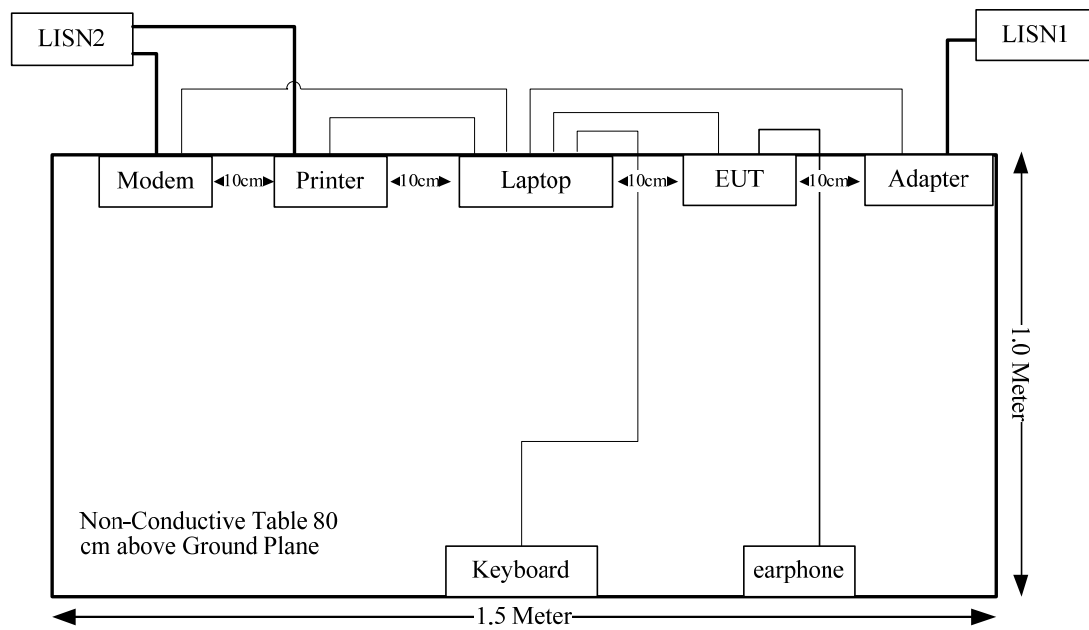 LISN2
LISN1
Modem
10cm
Printer
10cm
Laptop
10cm
EUT
10cm
Adapter
1.0 Meter
Non-Conductive Table 80
cm above Ground Plane
Keyboard
earphone
1.5 Meter